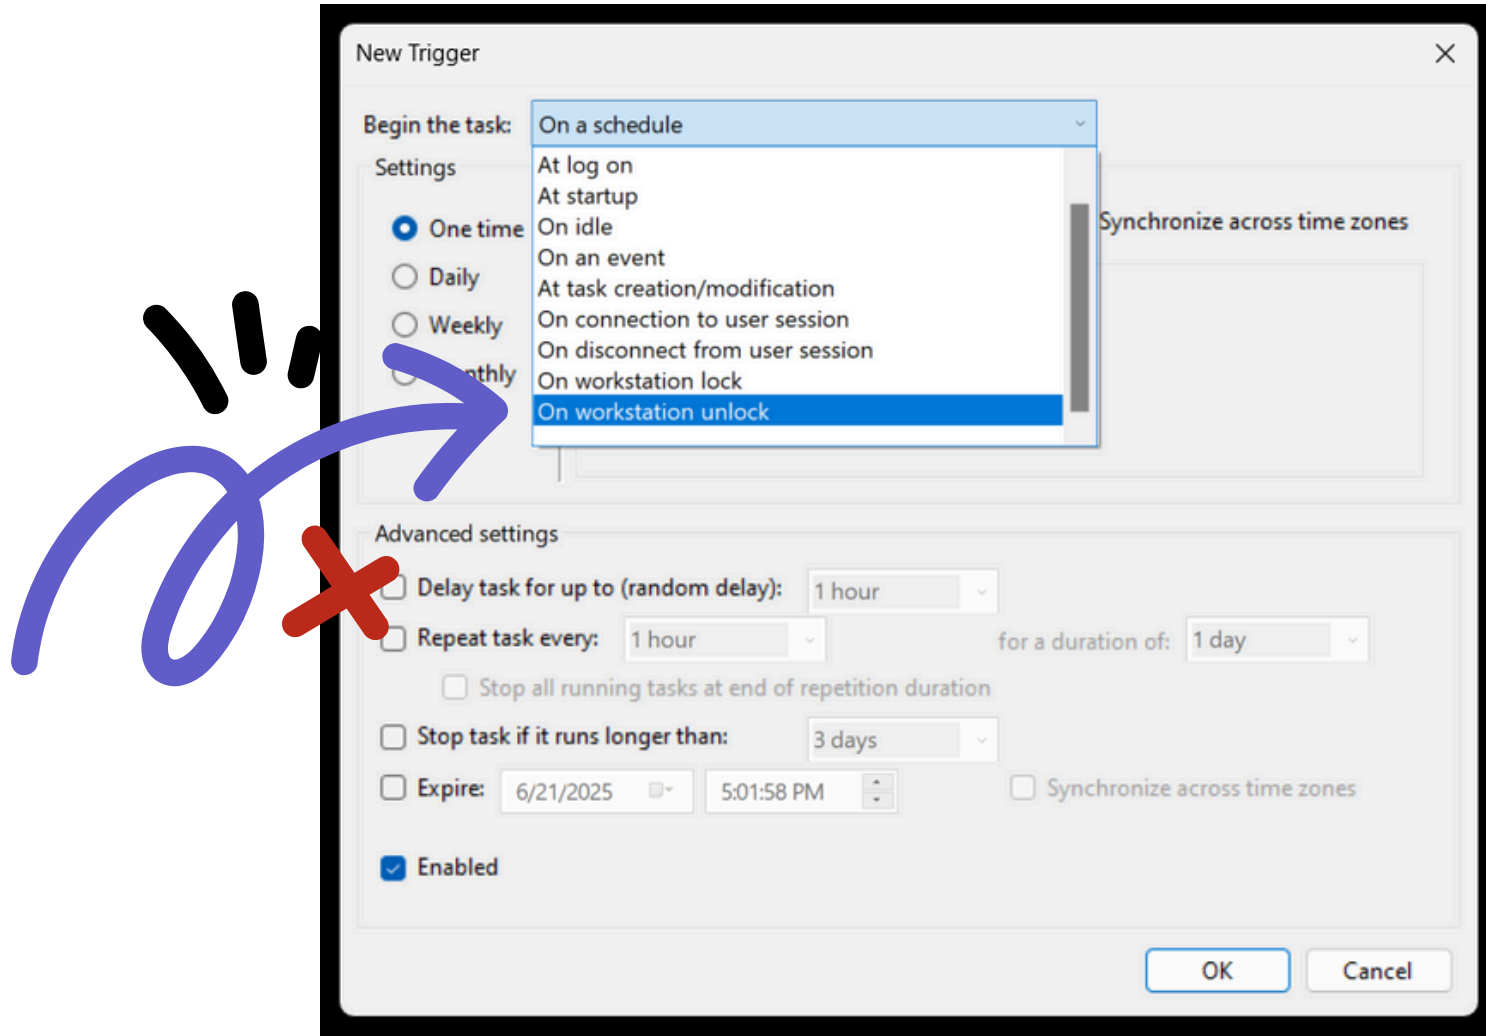 New Trigger
Begin the task: On a schedule
Settings
At log on
At startup
One time
On idle
Synchronize across time zones
On an event
Daily
At task creation/modification
On connection to user session
Weekly
On disconnect from user session
On workstation lock
On workstation unlock
Advanced settings
Delay task for up to (random delay): 1 hour
Repeat task every: 1 hour for a duration of: 1 day
Stop all running tasks at end of repetition duration
Stop task if it runs longer than: 3 days
Expire: 6/21/2025 5:01:58 PM Synchronize across time zones
Enabled
OK Cancel